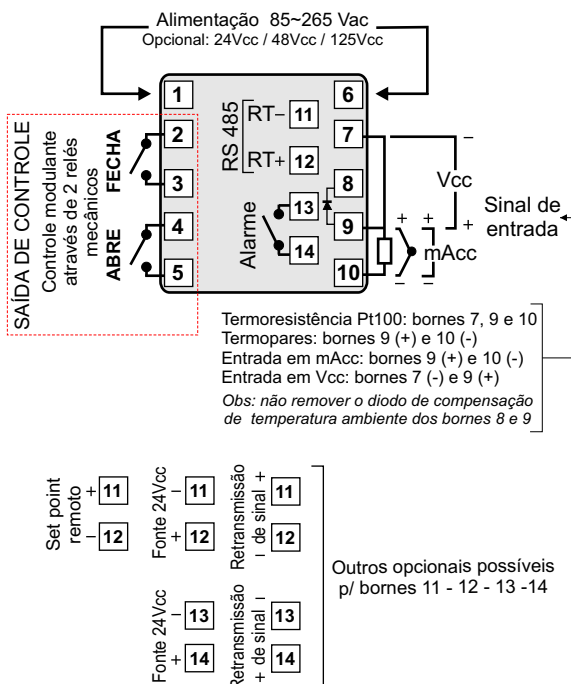 Alimentação 85~265 Vac
Opcional: 24Vcc / 48Vcc / 125Vcc
SAÍDA DE CONTROLE
Controle modulante
através de 2 relés
mecânicos
FECHA
ABRE
1
2
3
4
5
RS 485
RT−
11
RT+
12
Alarme
13
14
6
7
8
9
10
−
Vcc
+
+ +
mAcc
− −
Sinal de
entrada
Termoresistência Pt100: bornes 7, 9 e 10
Termopares: bornes 9 (+) e 10 (-)
Entrada em mAcc: bornes 9 (+) e 10 (-)
Entrada em Vcc: bornes 7 (-) e 9 (+)
Obs: não remover o diodo de compensação
de temperatura ambiente dos bornes 8 e 9
Set point
remoto
+ 11
− 12
Fonte 24Vcc
− 11
+ 12
Retransmissão
− de sinal +
11
12
Fonte 24Vcc
− 13
+ 14
Retransmissão
+ de sinal −
13
14
Outros opcionais possíveis
p/ bornes 11 - 12 - 13 -14